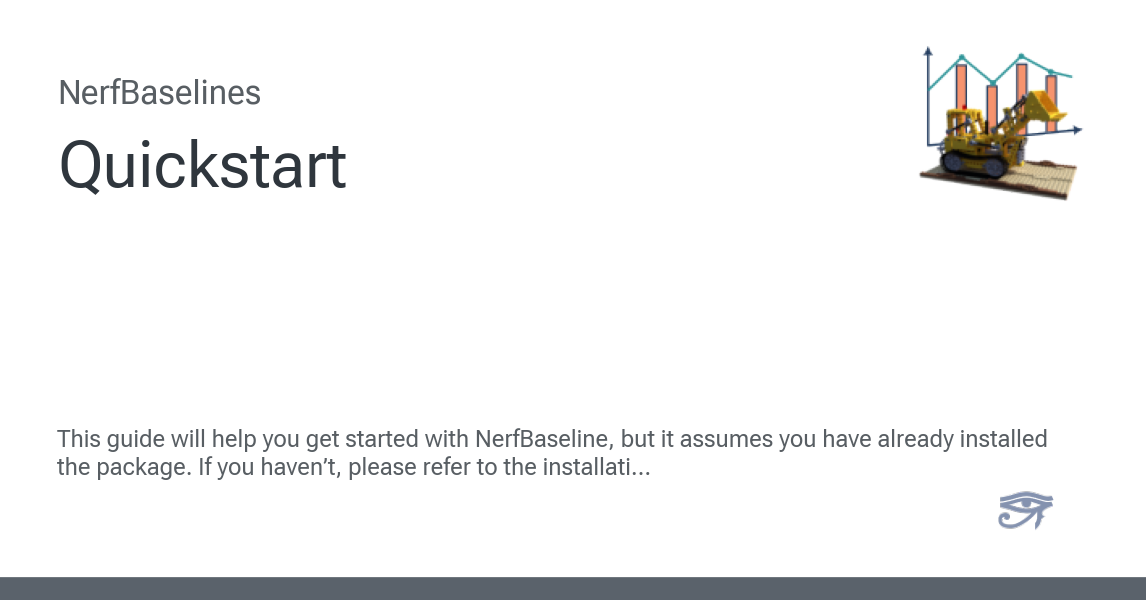 NerfBaselines
Quickstart
This guide will help you get started with NerfBaseline, but it assumes you have already installed
the package. If you haven’t, please refer to the installati...